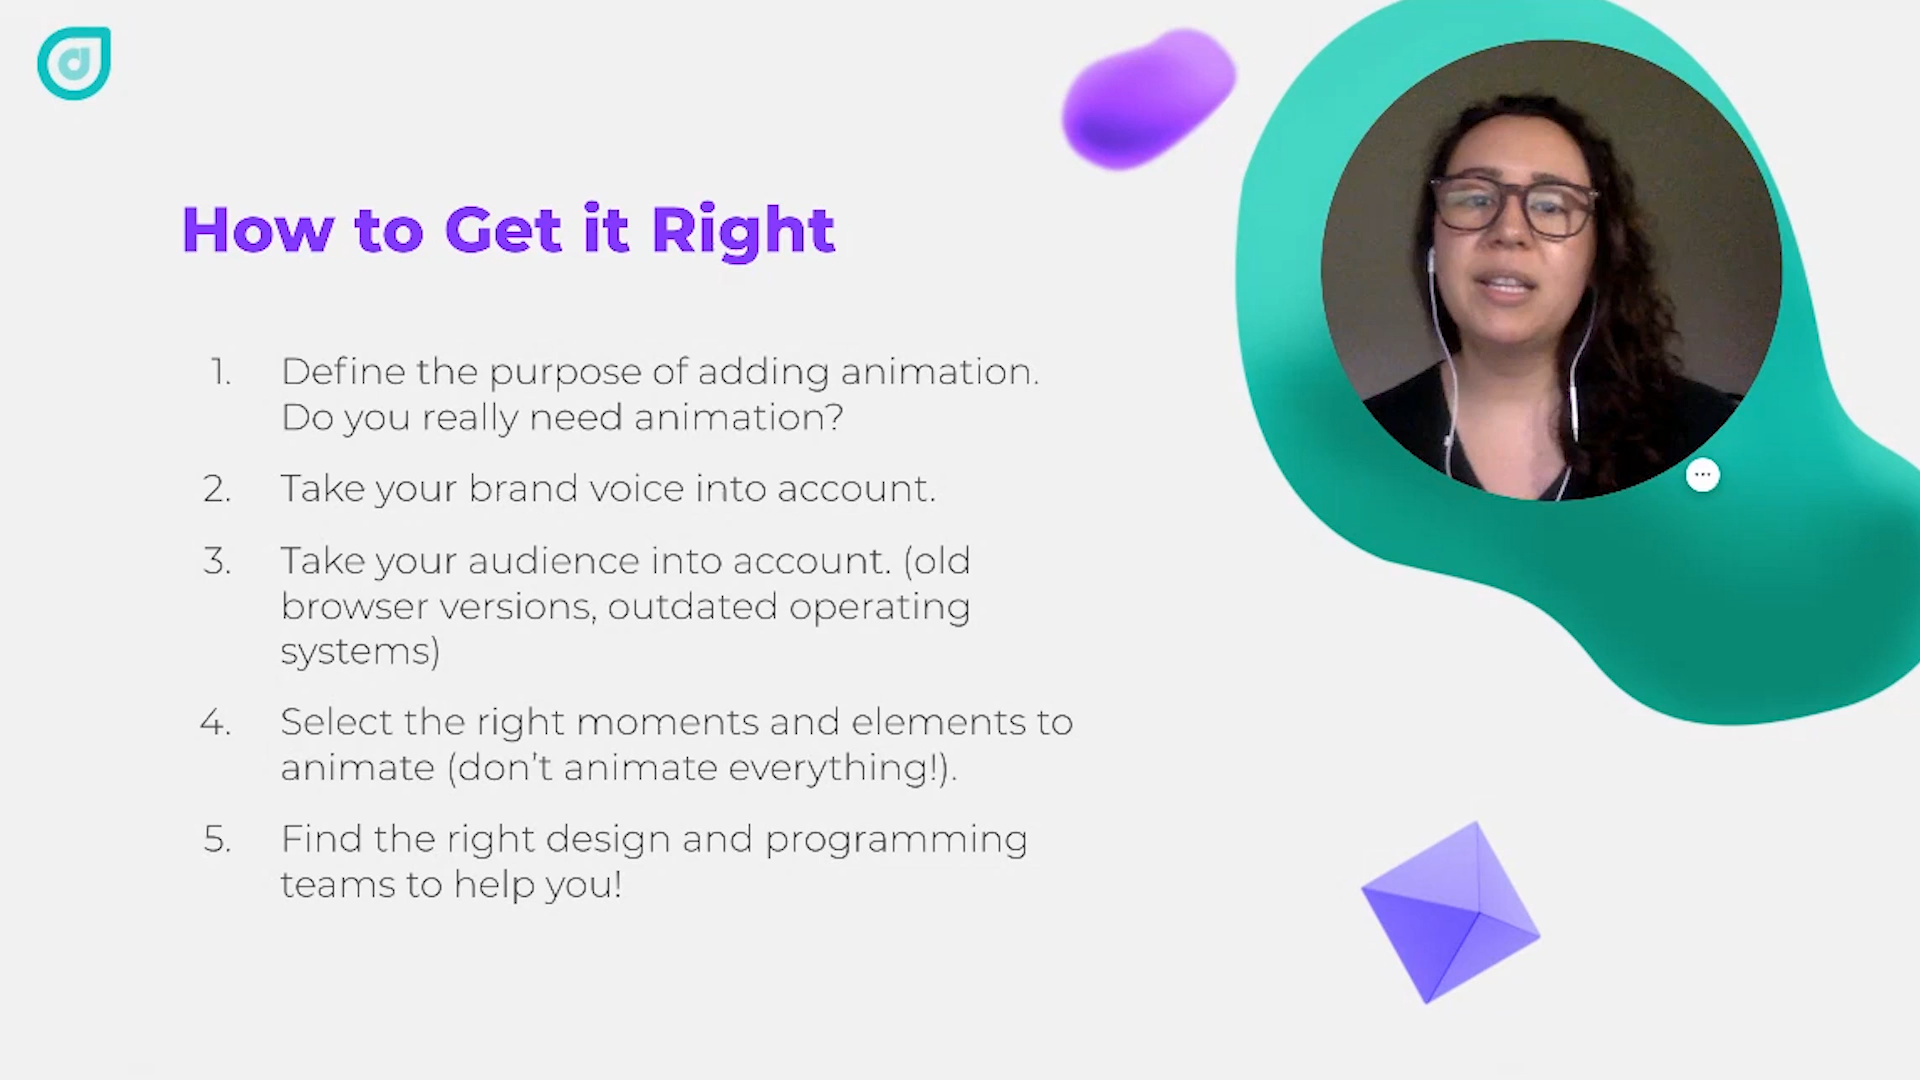 How to Get it Right
1. Define the purpose of adding animation.
Do you really need animation?
2. Take your brand voice into account.
3. Take your audience into account. (old
browser versions, outdated operating
systems)
4. Select the right moments and elements to
animate (don't animate everything!).
5. Find the right design and programming
teams to help you!